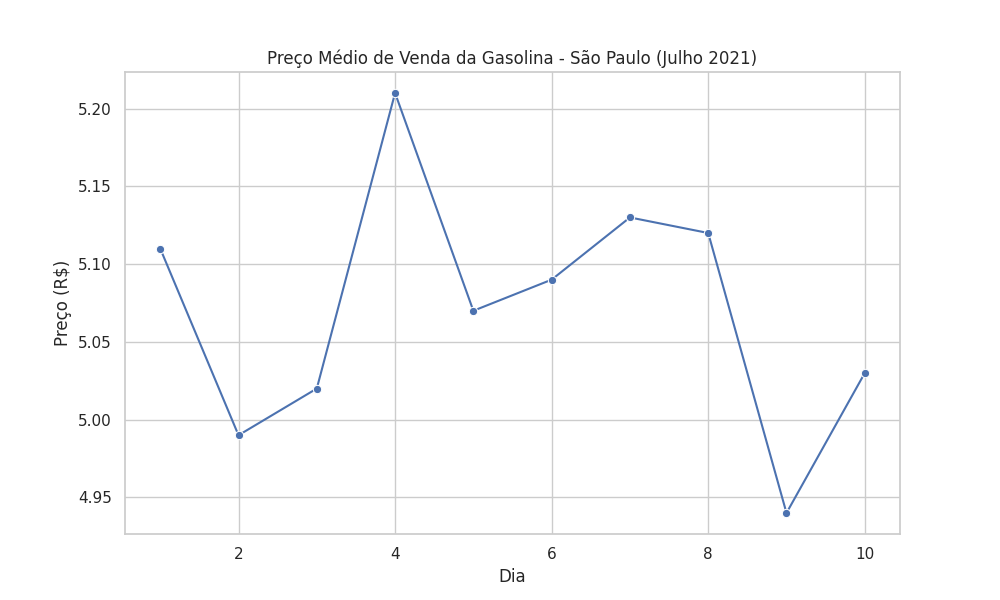 Preço Médio de Venda da Gasolina - São Paulo (Julho 2021)
5.20
5.15
5.10
5.05
5.00
4.95
Preço (R$)
2 4 6 8 10
Dia